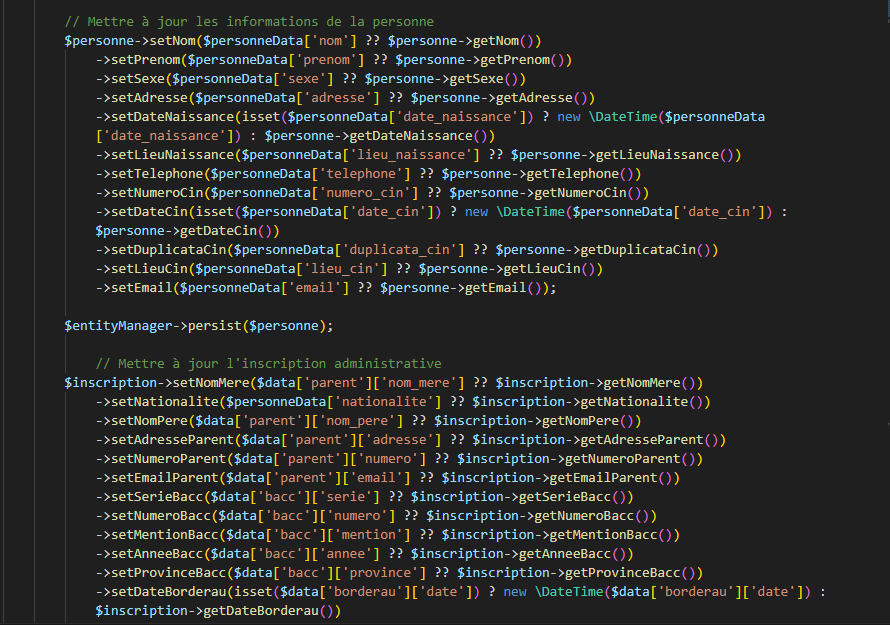 // Mettre à jour les informations de la personne
$personne->setNom($personneData['nom'] ?? $personne->getNom())
->setPrenom($personneData['prenom'] ?? $personne->getPrenom())
->setSexe($personneData['sexe'] ?? $personne->getSexe())
->setAdresse($personneData['adresse'] ?? $personne->getAdresse())
->setDateNaissance(isset($personneData['date_naissance']) ? new \DateTime($personneData
['date_naissance']) : $personne->getDateNaissance())
->setLieuNaissance($personneData['lieu_naissance'] ?? $personne->getLieuNaissance())
->setTelephone($personneData['telephone'] ?? $personne->getTelephone())
->setNumeroCin($personneData['numero_cin'] ?? $personne->getNumeroCin())
->setDateCin(isset($personneData['date_cin']) ? new \DateTime($personneData['date_cin']) :
$personne->getDateCin())
->setDuplicataCin($personneData['duplicata_cin'] ?? $personne->getDuplicataCin())
->setLieuCin($personneData['lieu_cin'] ?? $personne->getLieuCin())
->setEmail($personneData['email'] ?? $personne->getEmail());
$entityManager->persist($personne);
// Mettre à jour l'inscription administrative
$inscription->setNomMere($data['parent']['nom_mere'] ?? $inscription->getNomMere())
->setNationalite($personneData['nationalite'] ?? $inscription->getNationalite())
->setNomPere($data['parent']['nom_pere'] ?? $inscription->getNomPere())
->setAdresseParent($data['parent']['adresse'] ?? $inscription->getAdresseParent())
->setNumeroParent($data['parent']['numero'] ?? $inscription->getNumeroParent())
->setEmailParent($data['parent']['email'] ?? $inscription->getEmailParent())
->setSerieBacc($data['bacc']['serie'] ?? $inscription->getSerieBacc())
->setNumeroBacc($data['bacc']['numero'] ?? $inscription->getNumeroBacc())
->setMentionBacc($data['bacc']['mention'] ?? $inscription->getMentionBacc())
->setAnneeBacc($data['bacc']['annee'] ?? $inscription->getAnneeBacc())
->setProvinceBacc($data['bacc']['province'] ?? $inscription->getProvinceBacc())
->setDateBorderau(isset($data['borderau']['date']) ? new \DateTime($data['borderau']['date']) :
$inscription->getDateBorderau())